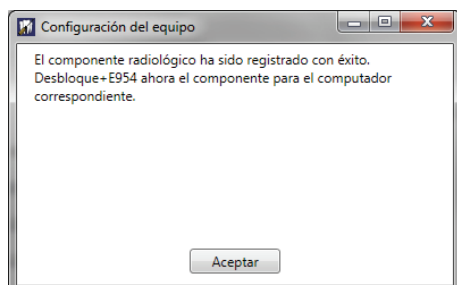 Configuración del equipo
El componente radiológico ha sido registrado con éxito.
Desbloque+E954 ahora el componente para el computador
correspondiente.
Aceptar